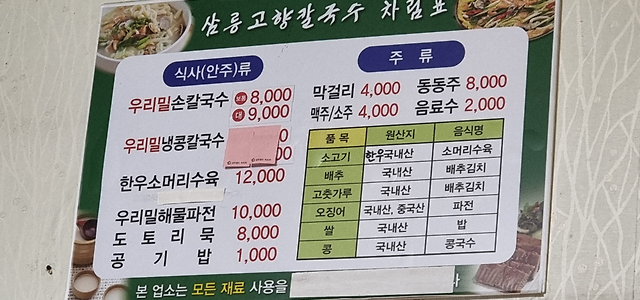 삼릉고향칼국수 차림표
식사(안주)류
우리밀손칼국수 보통 8,000
대 9,000
우리밀냉콩칼국수
한우소머리수육 12,000
우리밀해물파전 10,000
도토리묵 8,000
공기밥 1,000
주류
막걸리 4,000 동동주 8,000
맥주/소주 4,000 음료수 2,000
품목 원산지 음식명
소고기 한우국내산 소머리수육
배추 국내산 배추김치
고춧가루 국내산 배추김치
오징어 국내산, 중국산 파전
쌀 국내산 밥
콩 국내산 콩국수
본 업소는 모든 재료 사용을